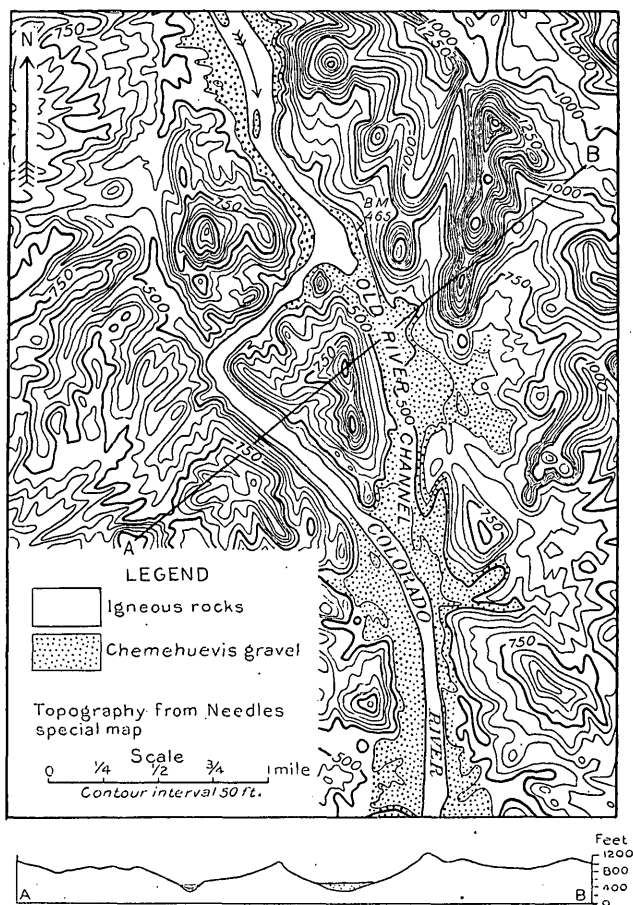 N
750
1000
1250
1000
1000
1000
1250
B
1000
BM
465
750
750
500
OLD RIVER CHANNEL
500
500
750
750
750
1000
A
750
COLORADO
RIVER
750
500
LEGEND
Igneous rocks
Chemehuevis gravel
Topography from Needles
special map
Scale
0 1/4 1/2 3/4 1 mile
Contour interval 50 ft.
Feet
1200
800
400
0
A
B